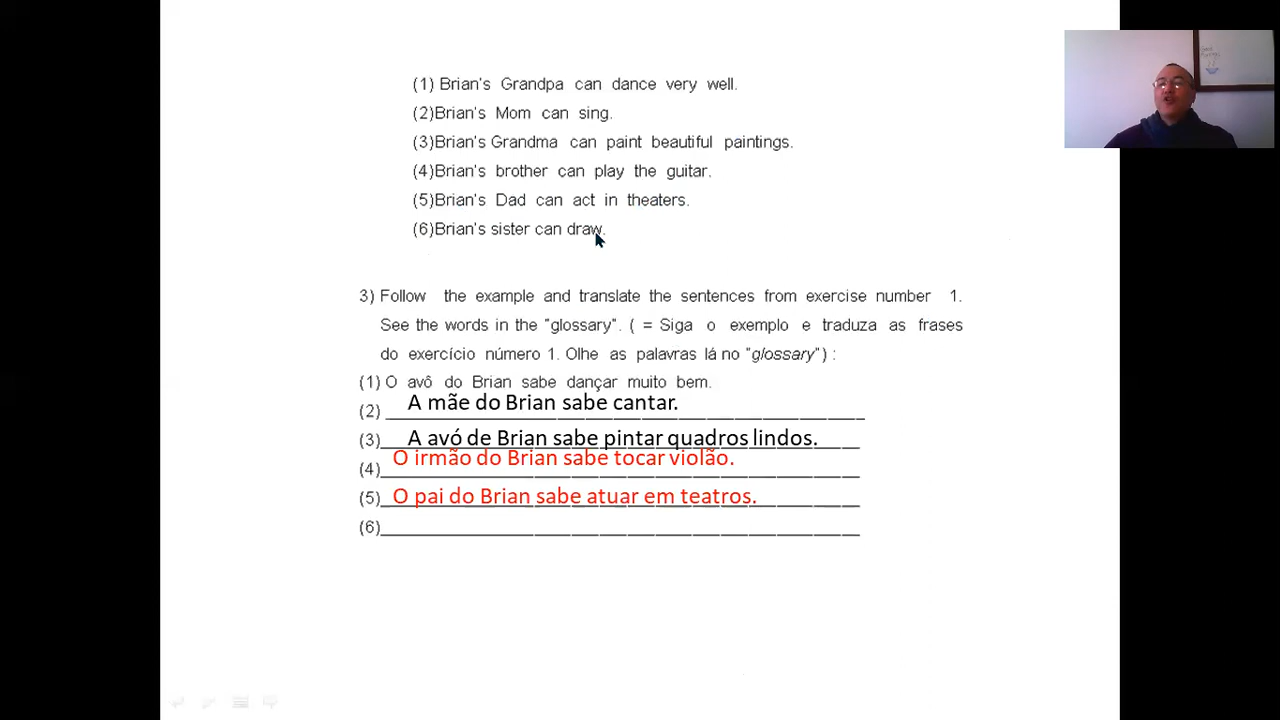 (1) Brian's Grandpa can dance very well.
(2)Brian's Mom can sing.
(3)Brian's Grandma can paint beautiful paintings.
(4)Brian's brother can play the guitar.
(5)Brian's Dad can act in theaters.
(6)Brian's sister can draw.
3) Follow the example and translate the sentences from exercise number 1.
See the words in the "glossary". ( = Siga o exemplo e traduza as frases
do exercício número 1. Olhe as palavras lá no "glossary") :
(1) O avô do Brian sabe dançar muito bem.
(2) A mãe do Brian sabe cantar.
(3) A avó de Brian sabe pintar quadros lindos.
(4) O irmão do Brian sabe tocar violão.
(5) O pai do Brian sabe atuar em teatros.
(6)